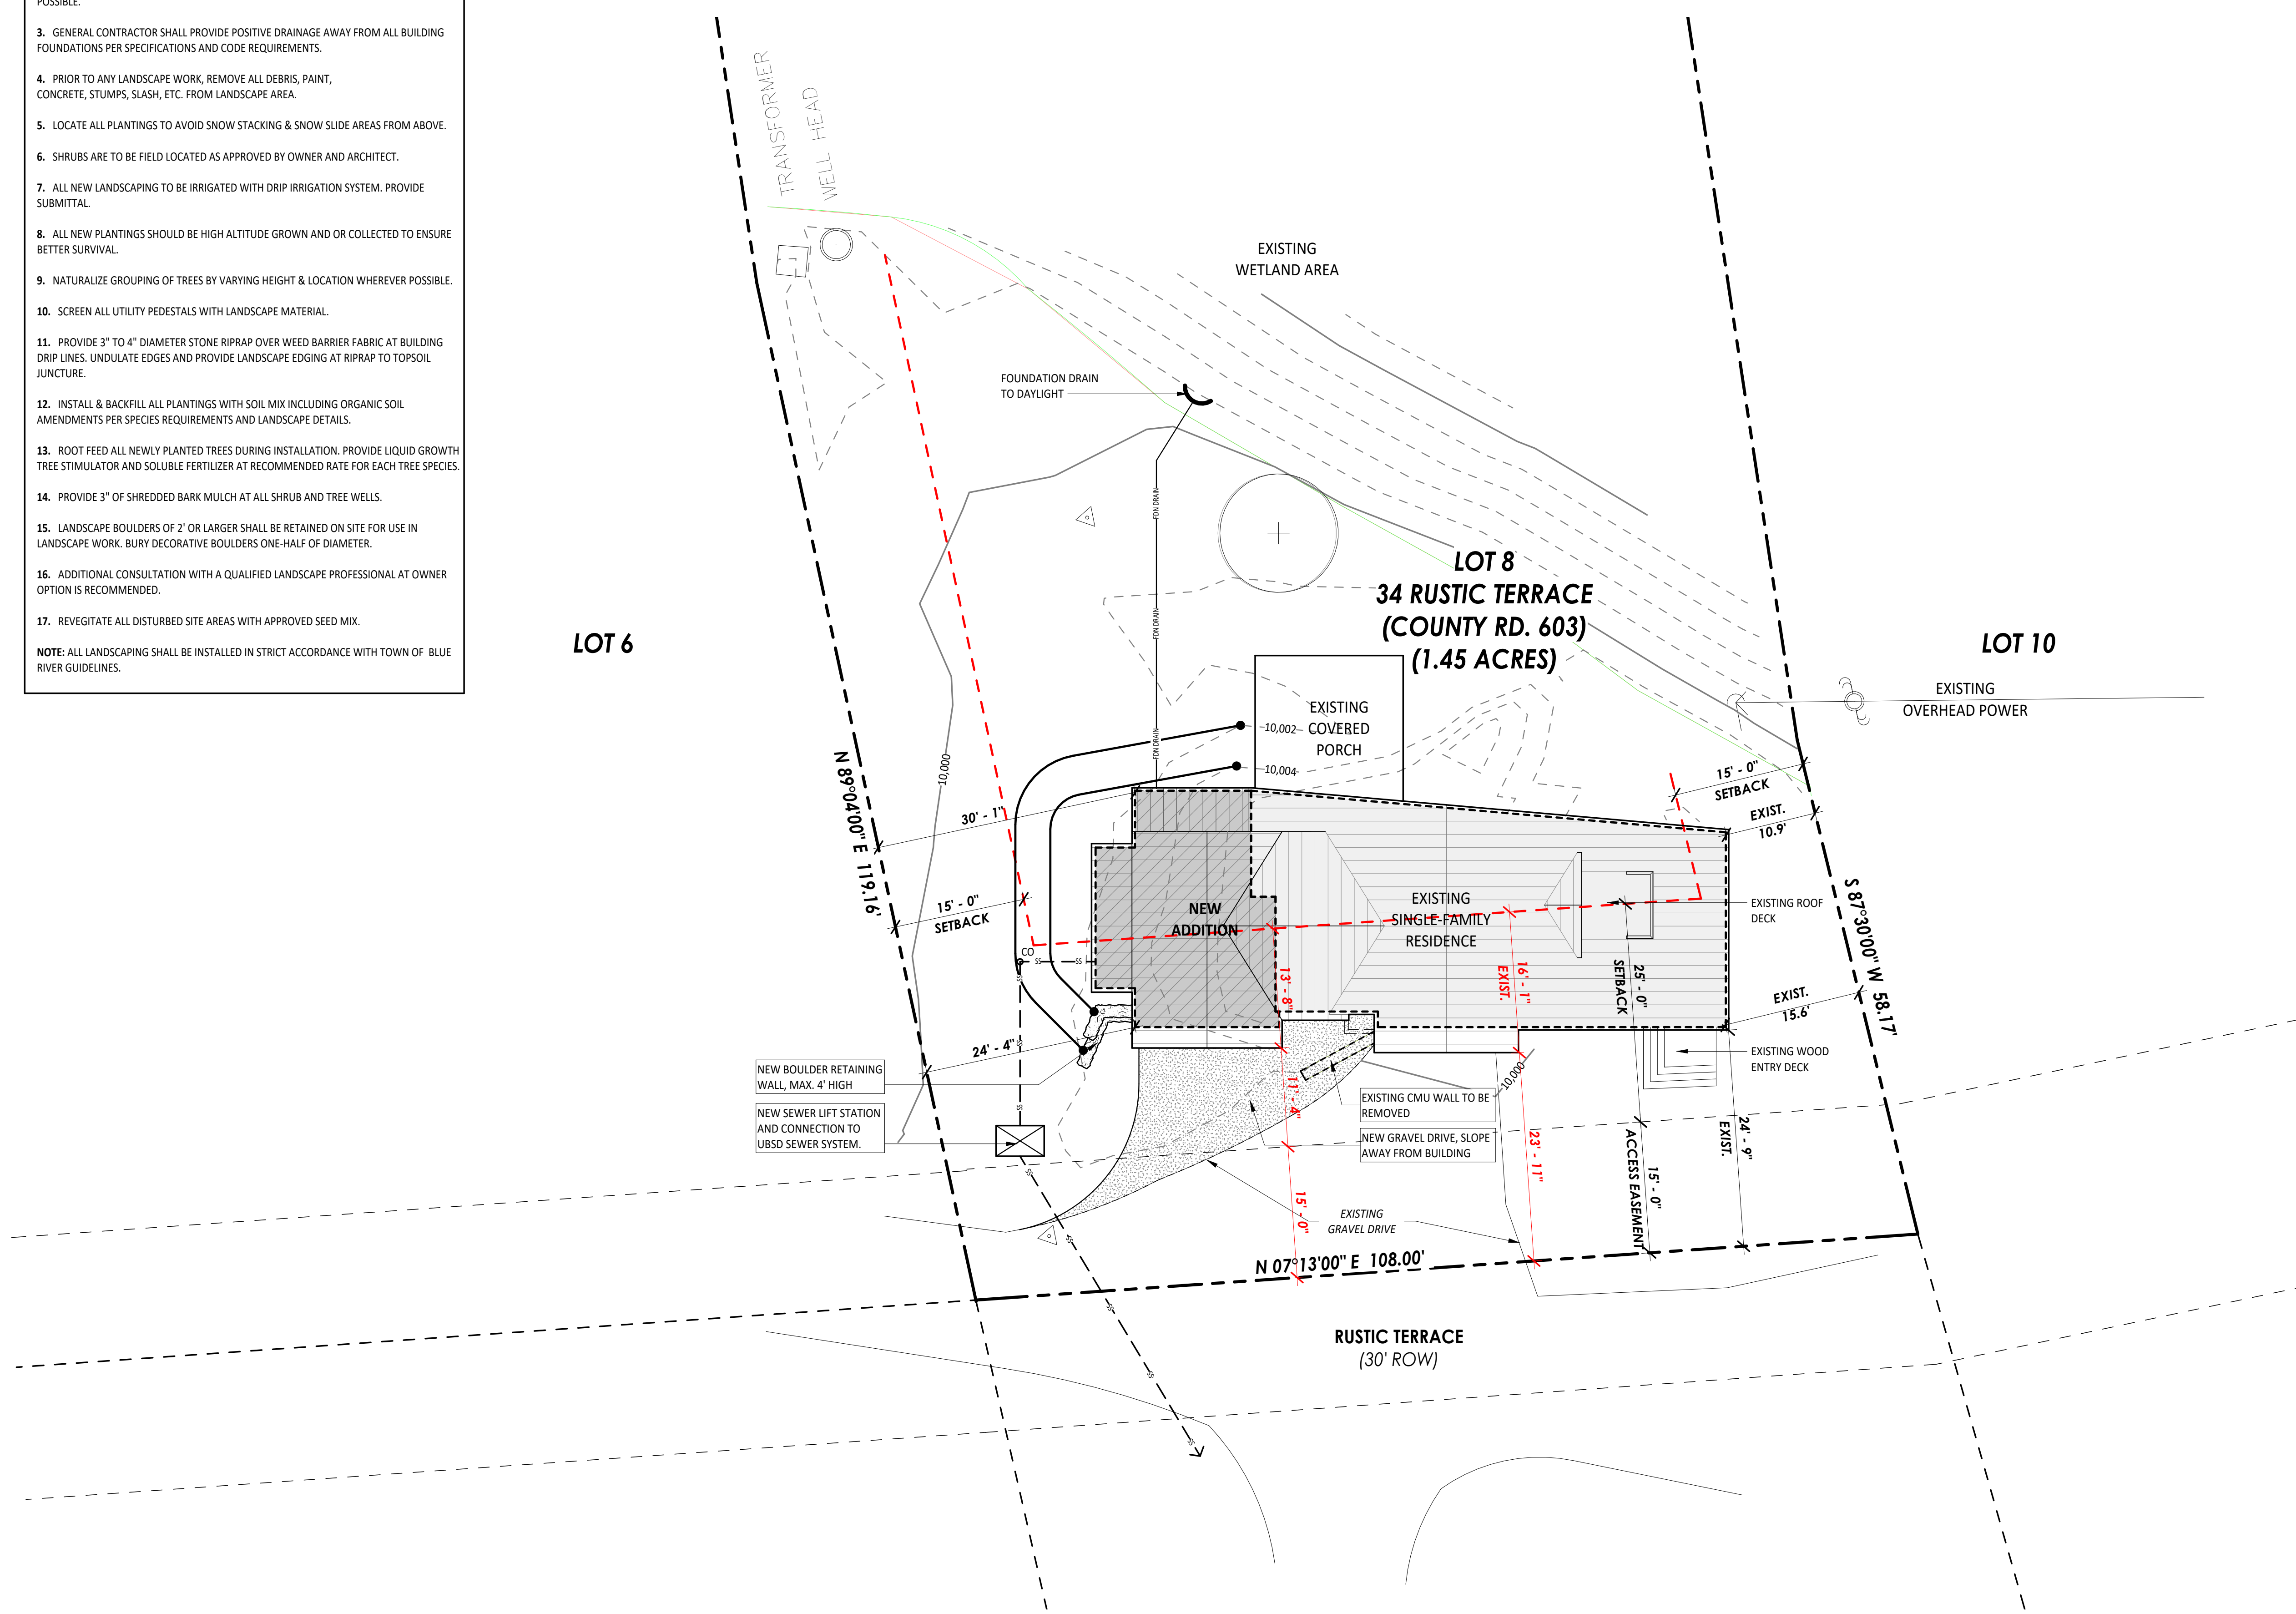 POSSIBLE.
3. GENERAL CONTRACTOR SHALL PROVIDE POSITIVE DRAINAGE AWAY FROM ALL BUILDING
FOUNDATIONS PER SPECIFICATIONS AND CODE REQUIREMENTS.
4. PRIOR TO ANY LANDSCAPE WORK, REMOVE ALL DEBRIS, PAINT,
CONCRETE, STUMPS, SLASH, ETC. FROM LANDSCAPE AREA.
5. LOCATE ALL PLANTINGS TO AVOID SNOW STACKING & SNOW SLIDE AREAS FROM ABOVE.
6. SHRUBS ARE TO BE FIELD LOCATED AS APPROVED BY OWNER AND ARCHITECT.
7. ALL NEW LANDSCAPING TO BE IRRIGATED WITH DRIP IRRIGATION SYSTEM. PROVIDE
SUBMITTAL.
8. ALL NEW PLANTINGS SHOULD BE HIGH ALTITUDE GROWN AND OR COLLECTED TO ENSURE
BETTER SURVIVAL.
9. NATURALIZE GROUPING OF TREES BY VARYING HEIGHT & LOCATION WHEREVER POSSIBLE.
10. SCREEN ALL UTILITY PEDESTALS WITH LANDSCAPE MATERIAL.
11. PROVIDE 3" TO 4" DIAMETER STONE RIPRAP OVER WEED BARRIER FABRIC AT BUILDING
DRIP LINES. UNDULATE EDGES AND PROVIDE LANDSCAPE EDGING AT RIPRAP TO TOPSOIL
JUNCTURE.
12. INSTALL & BACKFILL ALL PLANTINGS WITH SOIL MIX INCLUDING ORGANIC SOIL
AMENDMENTS PER SPECIES REQUIREMENTS AND LANDSCAPE DETAILS.
13. ROOT FEED ALL NEWLY PLANTED TREES DURING INSTALLATION. PROVIDE LIQUID GROWTH
TREE STIMULATOR AND SOLUBLE FERTILIZER AT RECOMMENDED RATE FOR EACH TREE SPECIES.
14. PROVIDE 3" OF SHREDDED BARK MULCH AT ALL SHRUB AND TREE WELLS.
15. LANDSCAPE BOULDERS OF 2' OR LARGER SHALL BE RETAINED ON SITE FOR USE IN
LANDSCAPE WORK. BURY DECORATIVE BOULDERS ONE-HALF OF DIAMETER.
16. ADDITIONAL CONSULTATION WITH A QUALIFIED LANDSCAPE PROFESSIONAL AT OWNER
OPTION IS RECOMMENDED.
17. REVEGITATE ALL DISTURBED SITE AREAS WITH APPROVED SEED MIX.
NOTE: ALL LANDSCAPING SHALL BE INSTALLED IN STRICT ACCORDANCE WITH TOWN OF BLUE
RIVER GUIDELINES.
TRANSFORMER
WELL HEAD
EXISTING
WETLAND AREA
FOUNDATION DRAIN
TO DAYLIGHT
FDN DRAIN
FDN DRAIN
FDN DRAIN
LOT 6
LOT 8
34 RUSTIC TERRACE
(COUNTY RD. 603)
(1.45 ACRES)
LOT 10
EXISTING
OVERHEAD POWER
EXISTING
COVERED
PORCH
10,002
10,004
10,000
N 89°04'00" E 119.16'
30' - 1"
15' - 0"
SETBACK
24' - 4"
15' - 0"
SETBACK
EXIST.
10.9'
NEW
ADDITION
EXISTING
SINGLE-FAMILY
RESIDENCE
EXISTING ROOF
DECK
S 87°30'00" W 58.17'
CO
SS
SS
SS
SS
SS
13' - 8"
16' - 1"
EXIST.
25' - 0"
SETBACK
EXIST.
15.6'
EXISTING WOOD
ENTRY DECK
NEW BOULDER RETAINING
WALL, MAX. 4' HIGH
NEW SEWER LIFT STATION
AND CONNECTION TO
UBSD SEWER SYSTEM.
10,000
EXISTING CMU WALL TO BE
REMOVED
NEW GRAVEL DRIVE, SLOPE
AWAY FROM BUILDING
11' - 4"
23' - 11"
15' - 0"
ACCESS EASEMENT
24' - 9"
EXIST.
15' - 0"
EXISTING
GRAVEL DRIVE
SS
SS
SS
SS
SS
N 07°13'00" E 108.00'
RUSTIC TERRACE
(30' ROW)